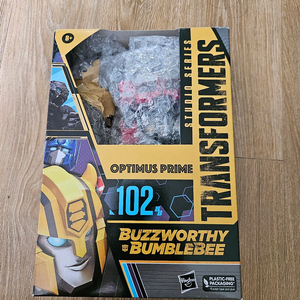 8+
STUDIO SERIES
TRANSFORMERS
OPTIMUS PRIME
102
BUZZWORTHY
BUMBLEBEE
Hasbro
PLASTIC-FREE
PACKAGING*